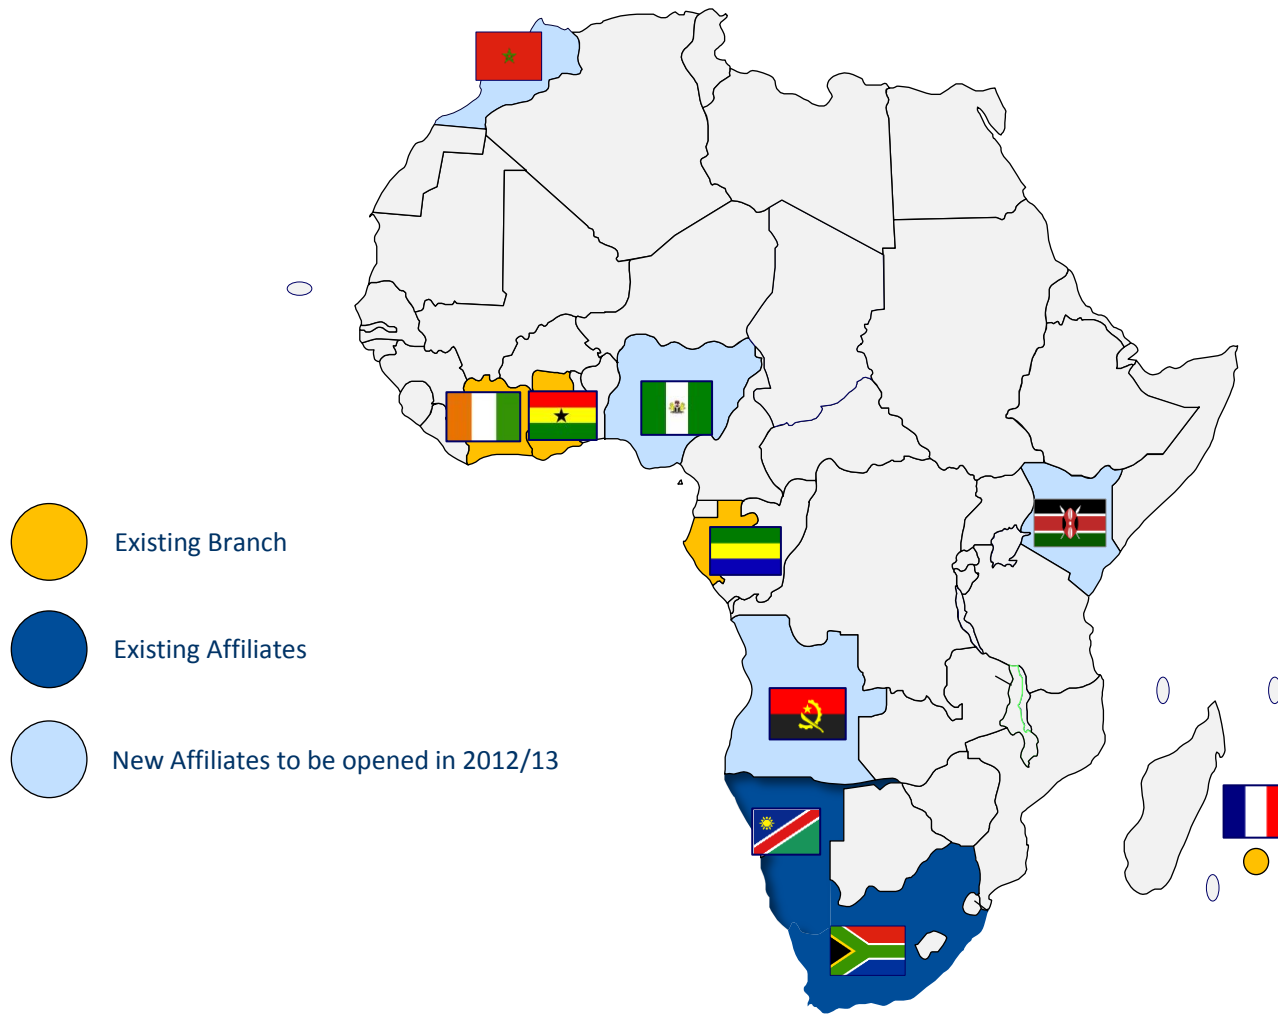 Existing Branch
Existing Affiliates
New Affiliates to be opened in 2012/13